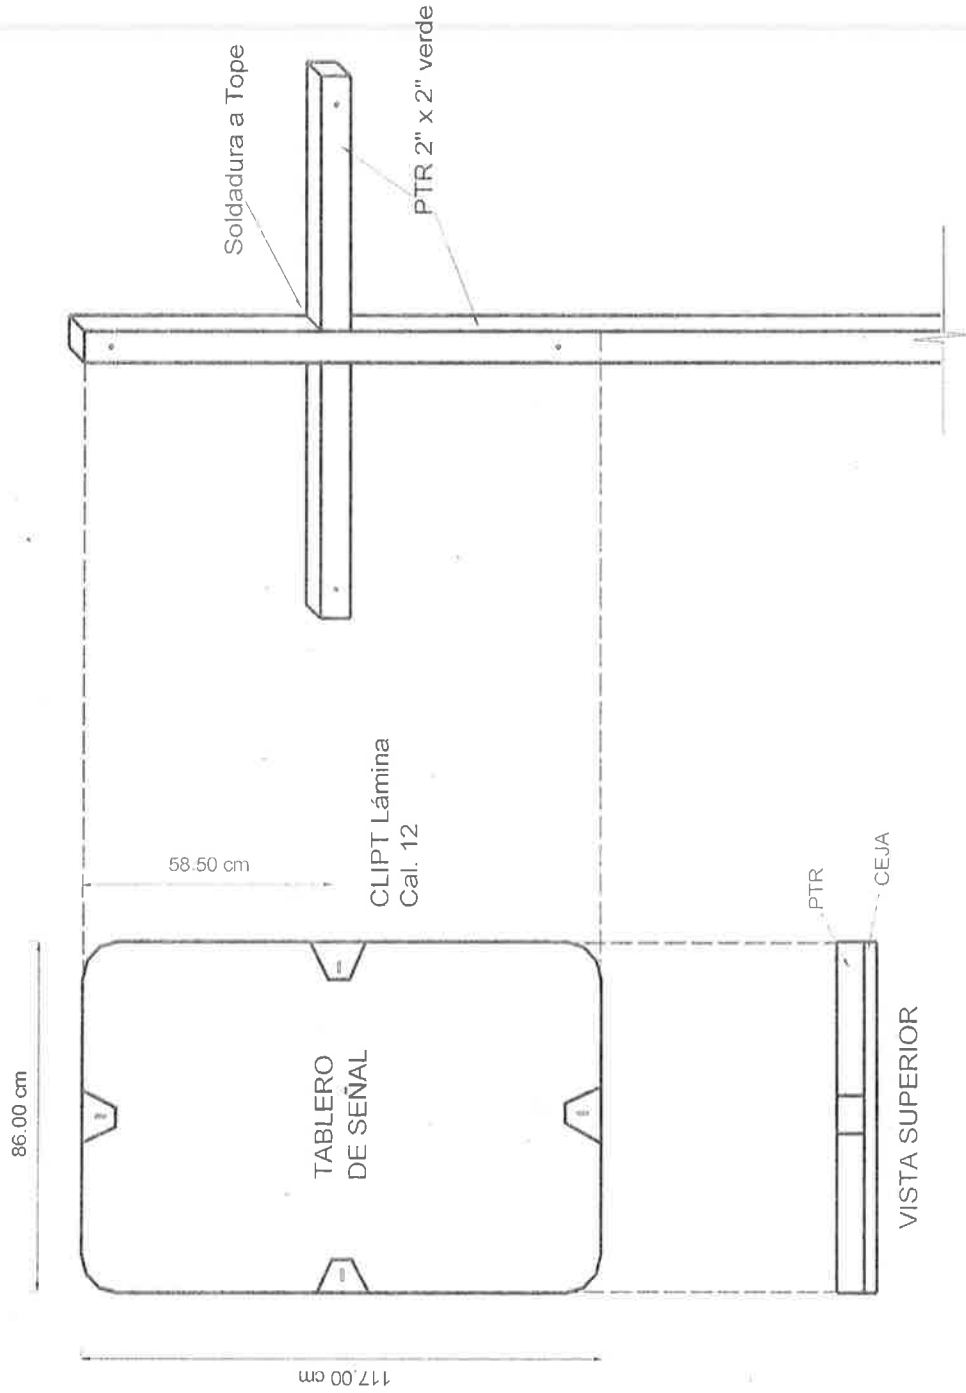 Soldadura a Tope
PTR 2" x 2" verde
58.50 cm
CLIPT Lámina
Cal. 12
86.00 cm
TABLERO
DE SEÑAL
117.00 cm
PTR
CEJA
VISTA SUPERIOR